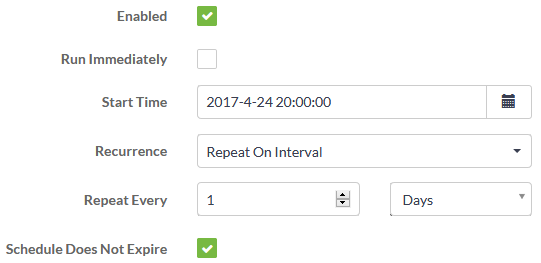 Enabled
Run Immediately
Start Time 2017-4-24 20:00:00
Recurrence Repeat On Interval
Repeat Every 1 Days
Schedule Does Not Expire